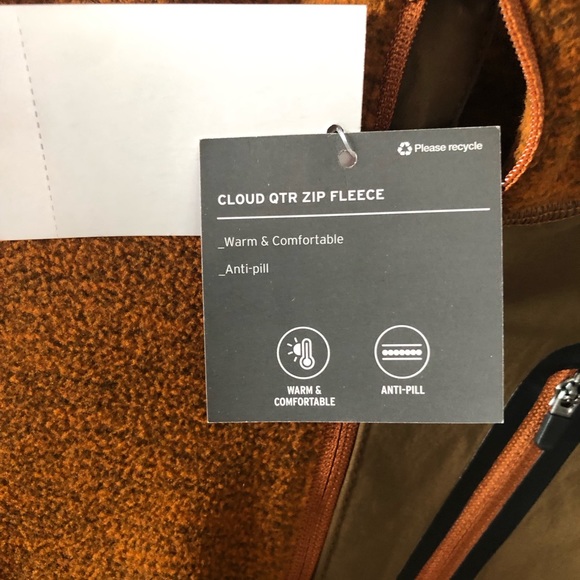 Please recycle
CLOUD QTR ZIP FLEECE
_Warm & Comfortable
_Anti-pill
WARM &
COMFORTABLE
ANTI-PILL